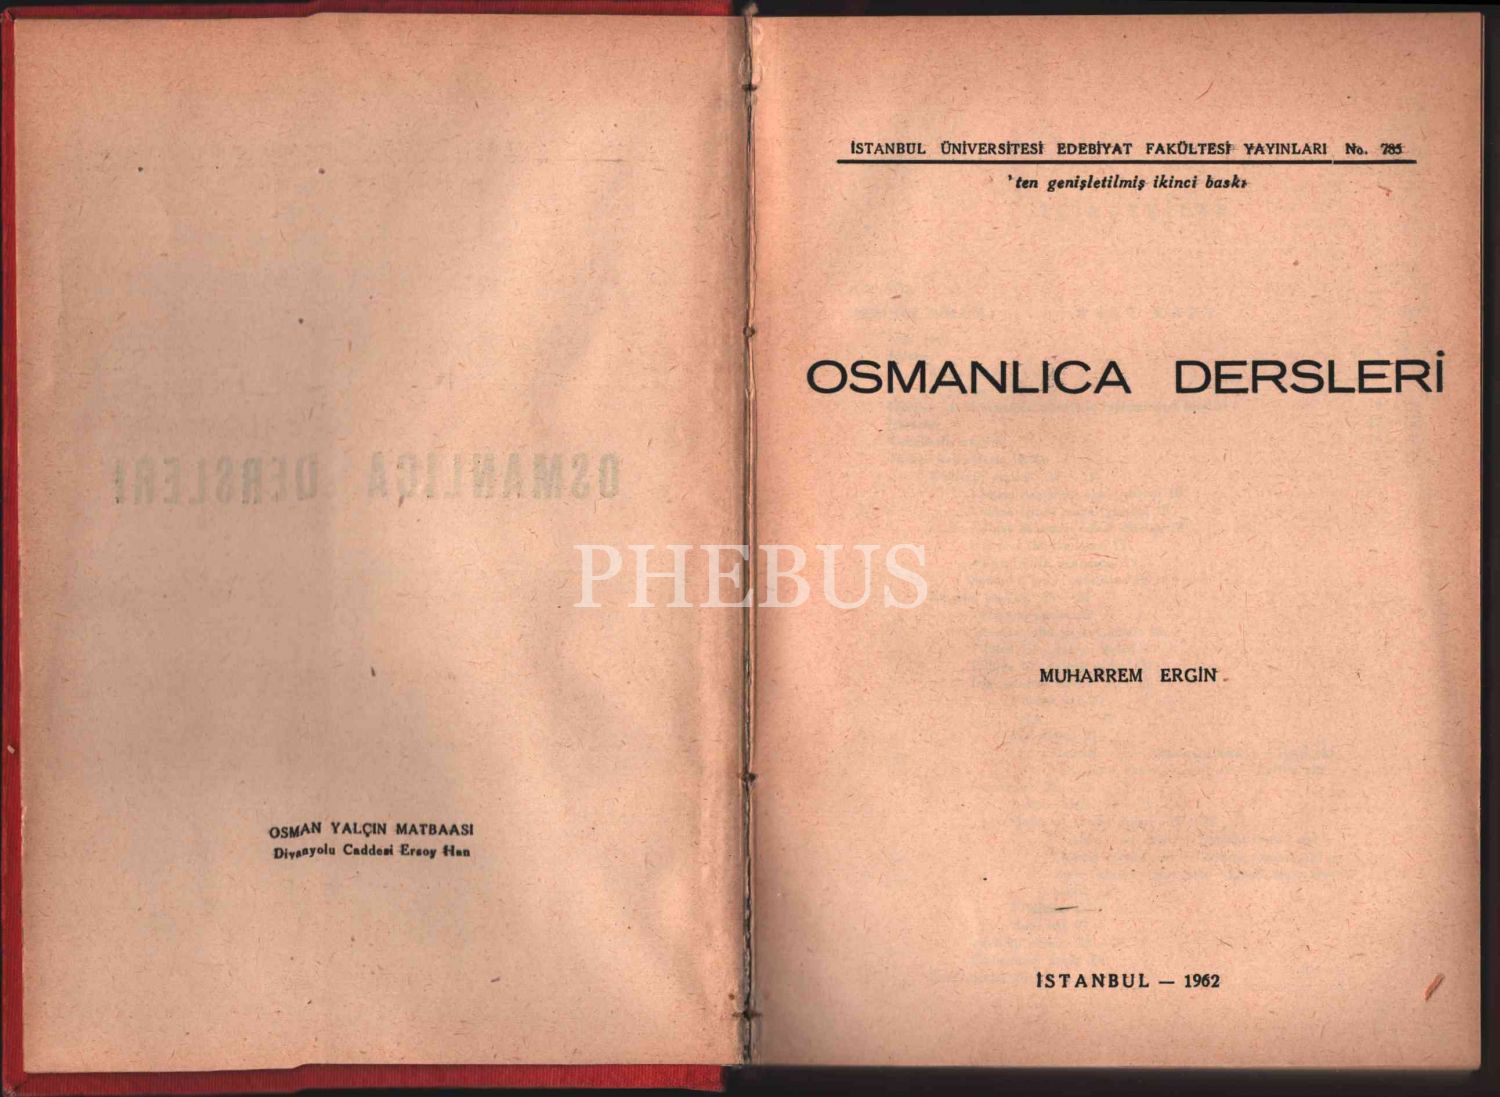 OSMAN YALÇIN MATBAASI
Divanyolu Caddesi Ersoy Han
İSTANBUL ÜNİVERSİTESİ EDEBİYAT FAKÜLTESİ YAYINLARI No. 785
'ten genişletilmiş ikinci baskı
OSMANLICA DERSLERİ
PHEBUS
MUHARREM ERGİN
İSTANBUL — 1962